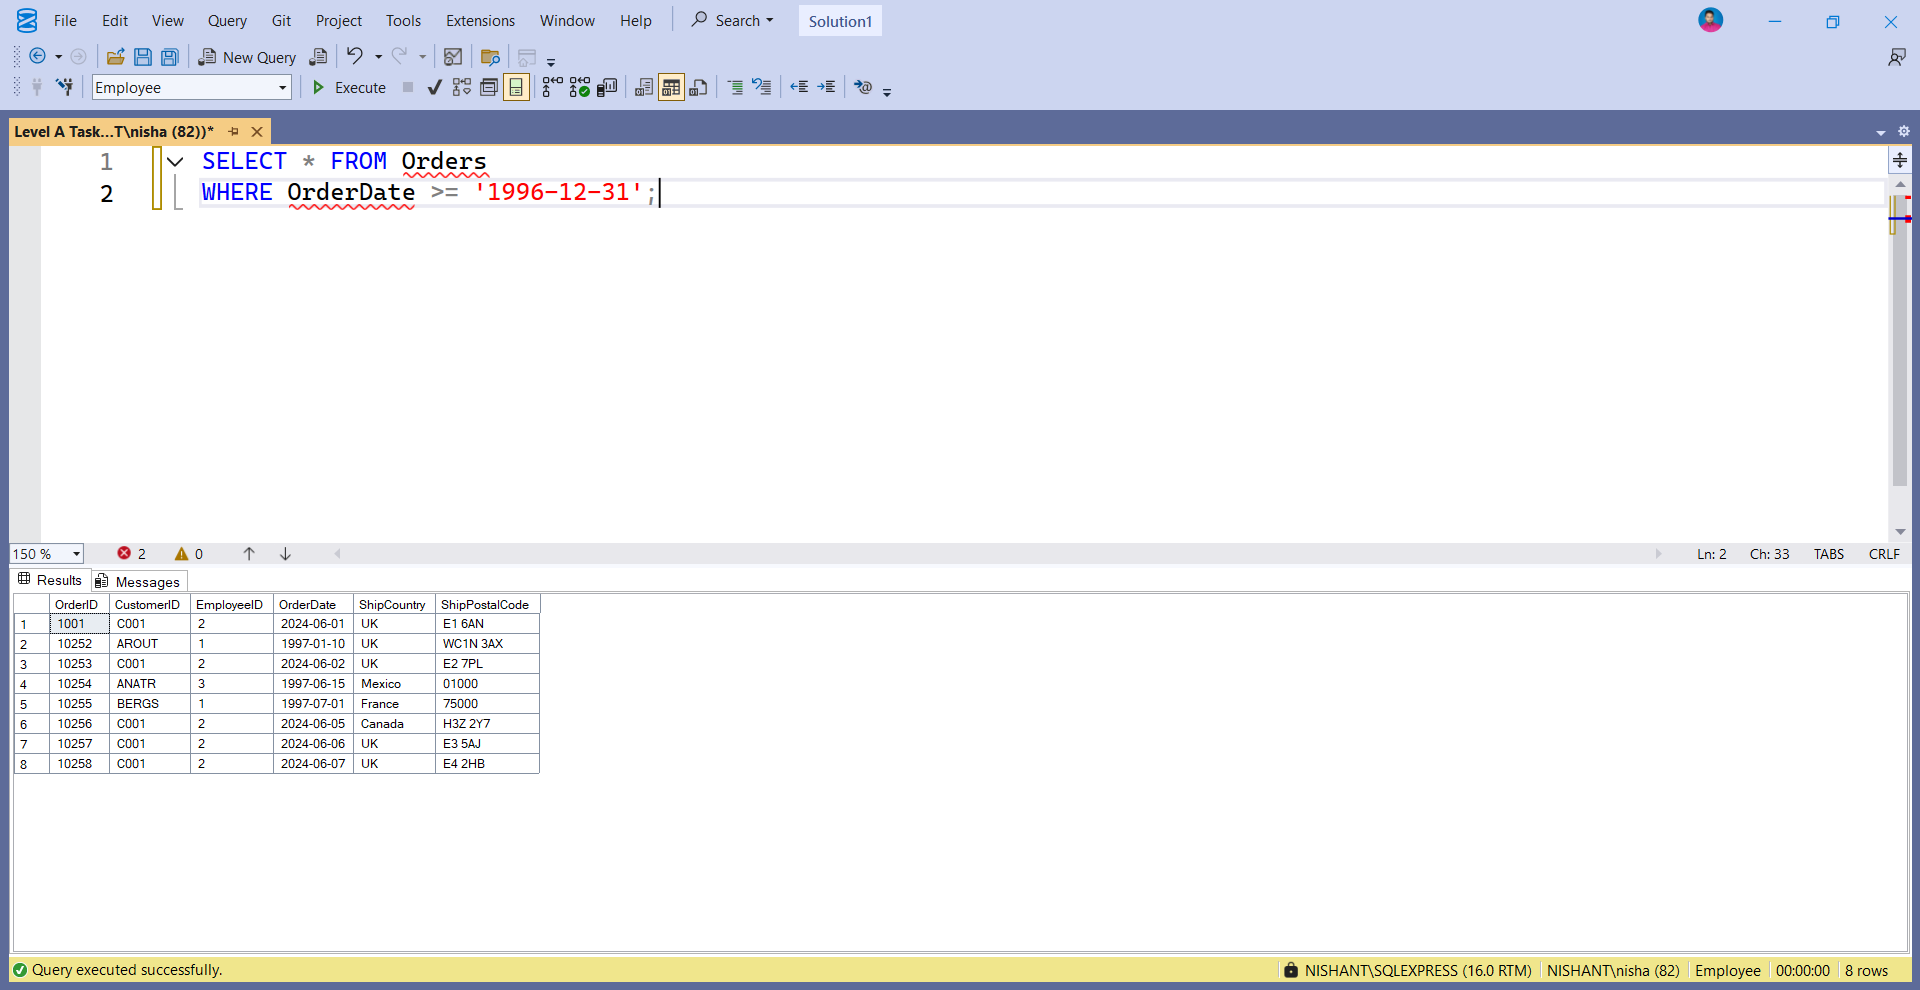 File Edit View Query Git Project Tools Extensions Window Help Search Solution1
New Query
Employee Execute
Level A Task...T\nisha (82))*
1 SELECT * FROM Orders
2 WHERE OrderDate >= '1996-12-31';
150 % 2 0 Ln: 2 Ch: 33 TABS CRLF
Results Messages
OrderID CustomerID EmployeeID OrderDate ShipCountry ShipPostalCode
1 1001 C001 2 2024-06-01 UK E1 6AN
2 10252 AROUT 1 1997-01-10 UK WC1N 3AX
3 10253 C001 2 2024-06-02 UK E2 7PL
4 10254 ANATR 3 1997-06-15 Mexico 01000
5 10255 BERGS 1 1997-07-01 France 75000
6 10256 C001 2 2024-06-05 Canada H3Z 2Y7
7 10257 C001 2 2024-06-06 UK E3 5AJ
8 10258 C001 2 2024-06-07 UK E4 2HB
Query executed successfully. NISHANT\SQLEXPRESS (16.0 RTM) NISHANT\nisha (82) Employee 00:00:00 8 rows